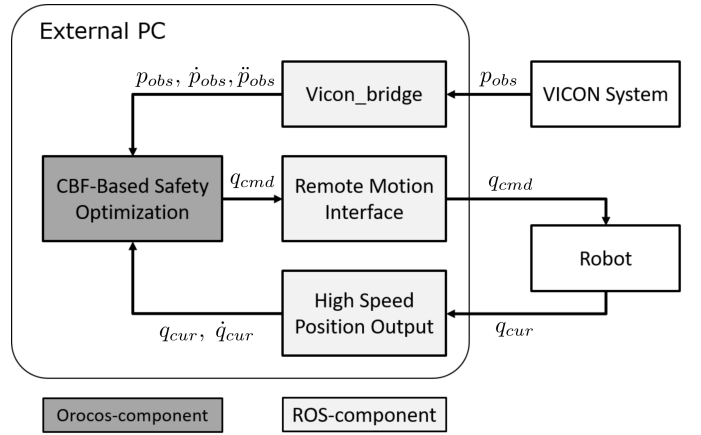 External PC
p_obs, ṗ_obs, p̈_obs
Vicon_bridge
p_obs
VICON System
CBF-Based Safety
Optimization
q_cmd
Remote Motion
Interface
q_cmd
Robot
High Speed
Position Output
q_cur, q̇_cur
q_cur
Orocos-component
ROS-component